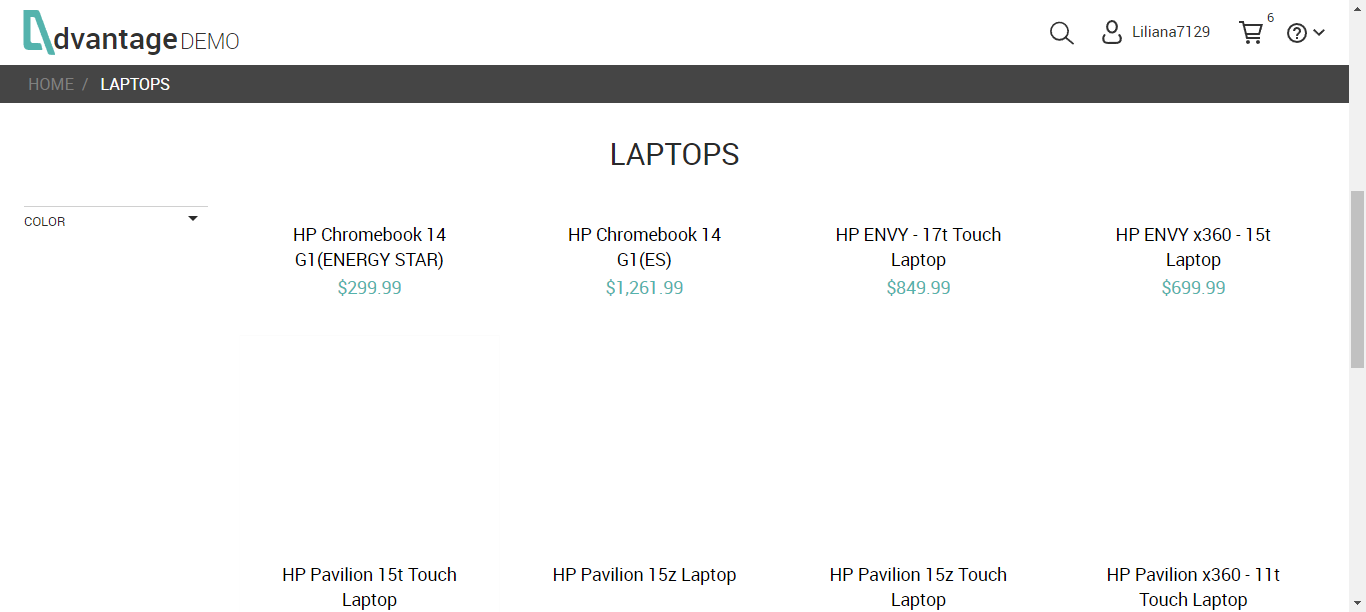 dvantage DEMO
Liliana7129
6
HOME / LAPTOPS
LAPTOPS
COLOR
HP Chromebook 14
G1(ENERGY STAR)
$299.99
HP Chromebook 14
G1(ES)
$1,261.99
HP ENVY - 17t Touch
Laptop
$849.99
HP ENVY x360 - 15t
Laptop
$699.99
HP Pavilion 15t Touch
Laptop
HP Pavilion 15z Laptop
HP Pavilion 15z Touch
Laptop
HP Pavilion x360 - 11t
Touch Laptop